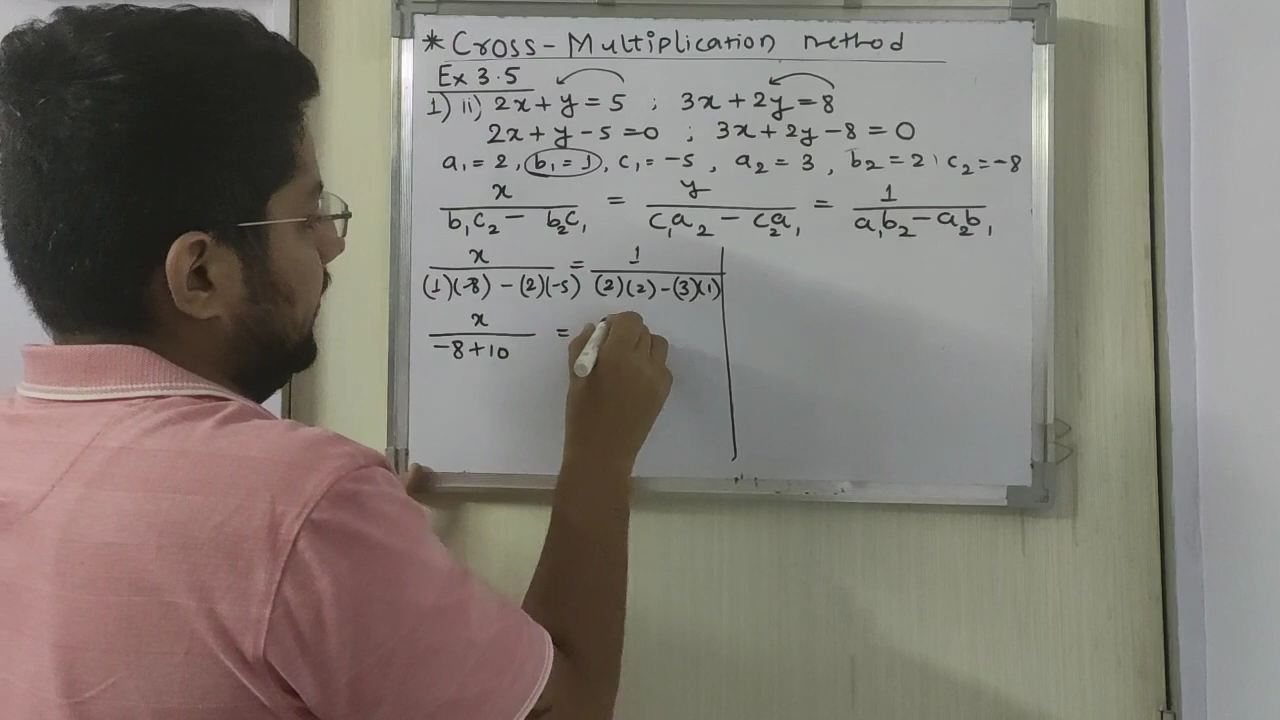 * Cross-Multiplication method
Ex 3.5
1) ii) 2x + y = 5 ; 3x + 2y = 8
2x + y - 5 = 0 ; 3x + 2y - 8 = 0
a₁ = 2, b₁ = 1, c₁ = -5, a₂ = 3, b₂ = 2, c₂ = -8
x/(b₁c₂ - b₂c₁) = y/(c₁a₂ - c₂a₁) = 1/(a₁b₂ - a₂b₁)
x/((1)(-8) - (2)(-5)) = 1/((2)(2) - (3)(1))
x/(-8+10) =